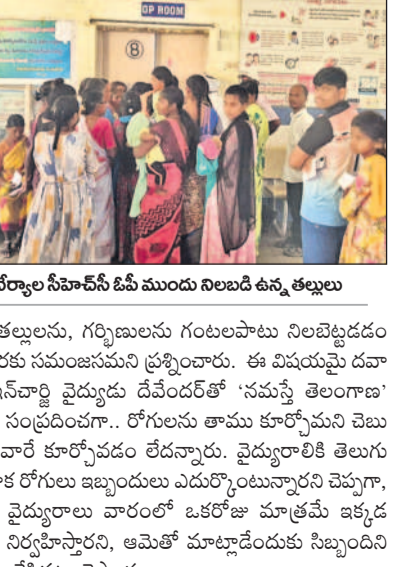 OP ROOM
8
ర్యాల సీహెచ్‌సీ ఓపీ ముందు నిలబడి ఉన్న తల్లులు
తల్లులను, గర్భిణులను గంటలపాటు నిలబెట్టడడం
రకు సమంజసమని ప్రశ్నించారు. ఈ విషయమై దవా
న్‌చార్జి వైద్యుడు దేవేందర్‌తో ‘నమస్తే తెలంగాణ’
సంప్రదించగా.. రోగులను తాము కూర్చోమని చెబు
వారే కూర్చోవడం లేదన్నారు. వైద్యురాలికి తెలుగు
క రోగులు ఇబ్బందులు ఎదుర్కొంటున్నారని చెప్పగా,
వైద్యురాలు వారంలో ఒకరోజు మాత్రమే ఇక్కడ
నిర్వహిస్తారని, ఆమెతో మాట్లాడేందుకు సిబ్బందిని